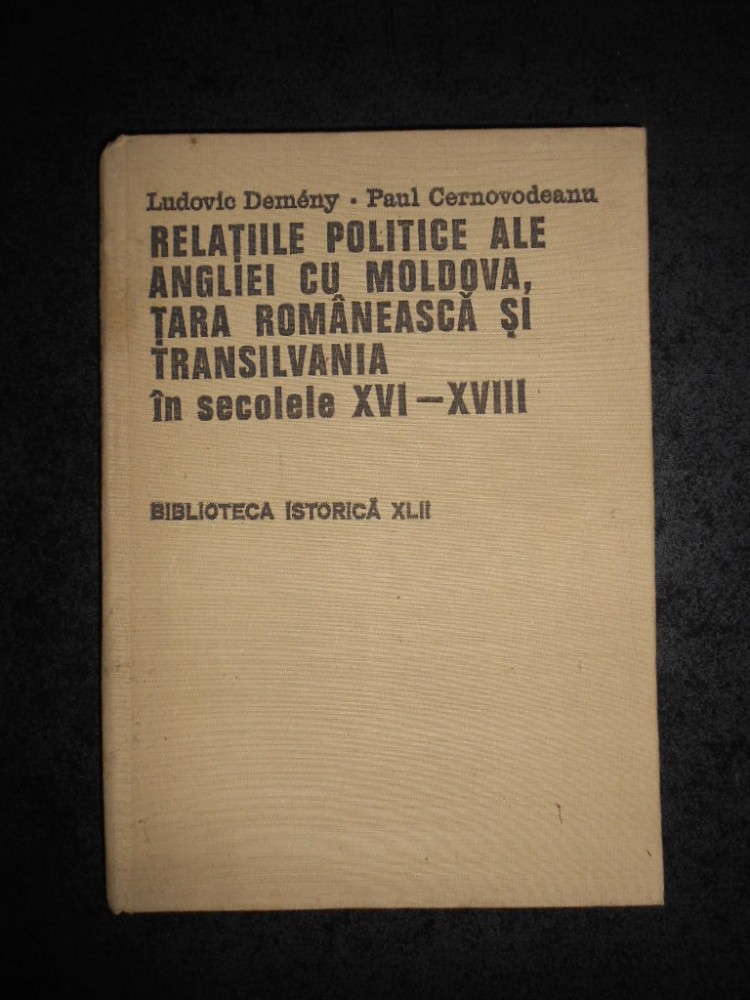 Ludovic Demény • Paul Cernovodeanu
RELAȚIILE POLITICE ALE
ANGLIEI CU MOLDOVA,
ȚARA ROMÂNEASCĂ ȘI
TRANSILVANIA
în secolele XVI—XVIII
BIBLIOTECA ISTORICĂ XLII